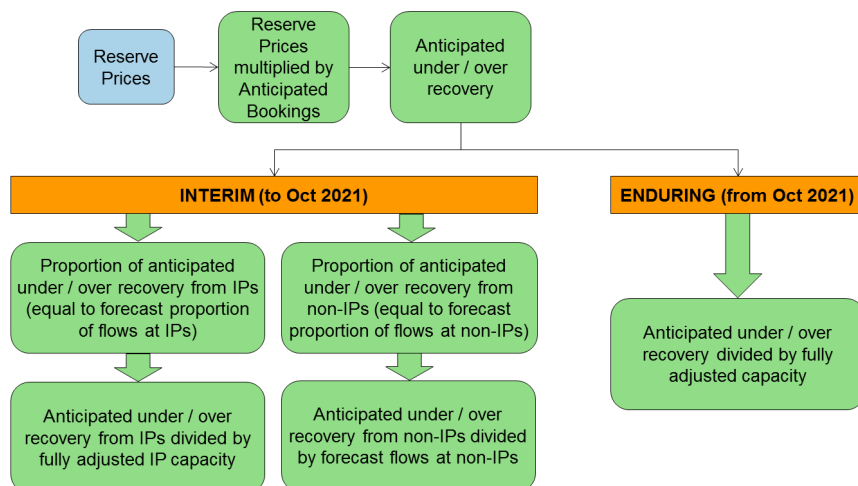 Reserve
Prices
Reserve
Prices
multiplied by
Anticipated
Bookings
Anticipated
under / over
recovery
INTERIM (to Oct 2021)
ENDURING (from Oct 2021)
Proportion of anticipated
under / over recovery from IPs
(equal to forecast proportion
of flows at IPs)
Proportion of anticipated
under / over recovery from
non-IPs (equal to forecast
proportion of flows at non-IPs)
Anticipated under / over
recovery divided by fully
adjusted capacity
Anticipated under / over
recovery from IPs divided by
fully adjusted IP capacity
Anticipated under / over
recovery from non-IPs divided
by forecast flows at non-IPs